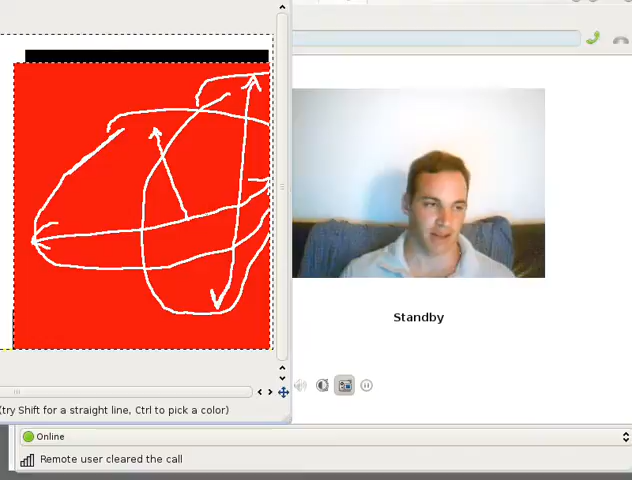 Standby
(try Shift for a straight line, Ctrl to pick a color)
Online
Remote user cleared the call